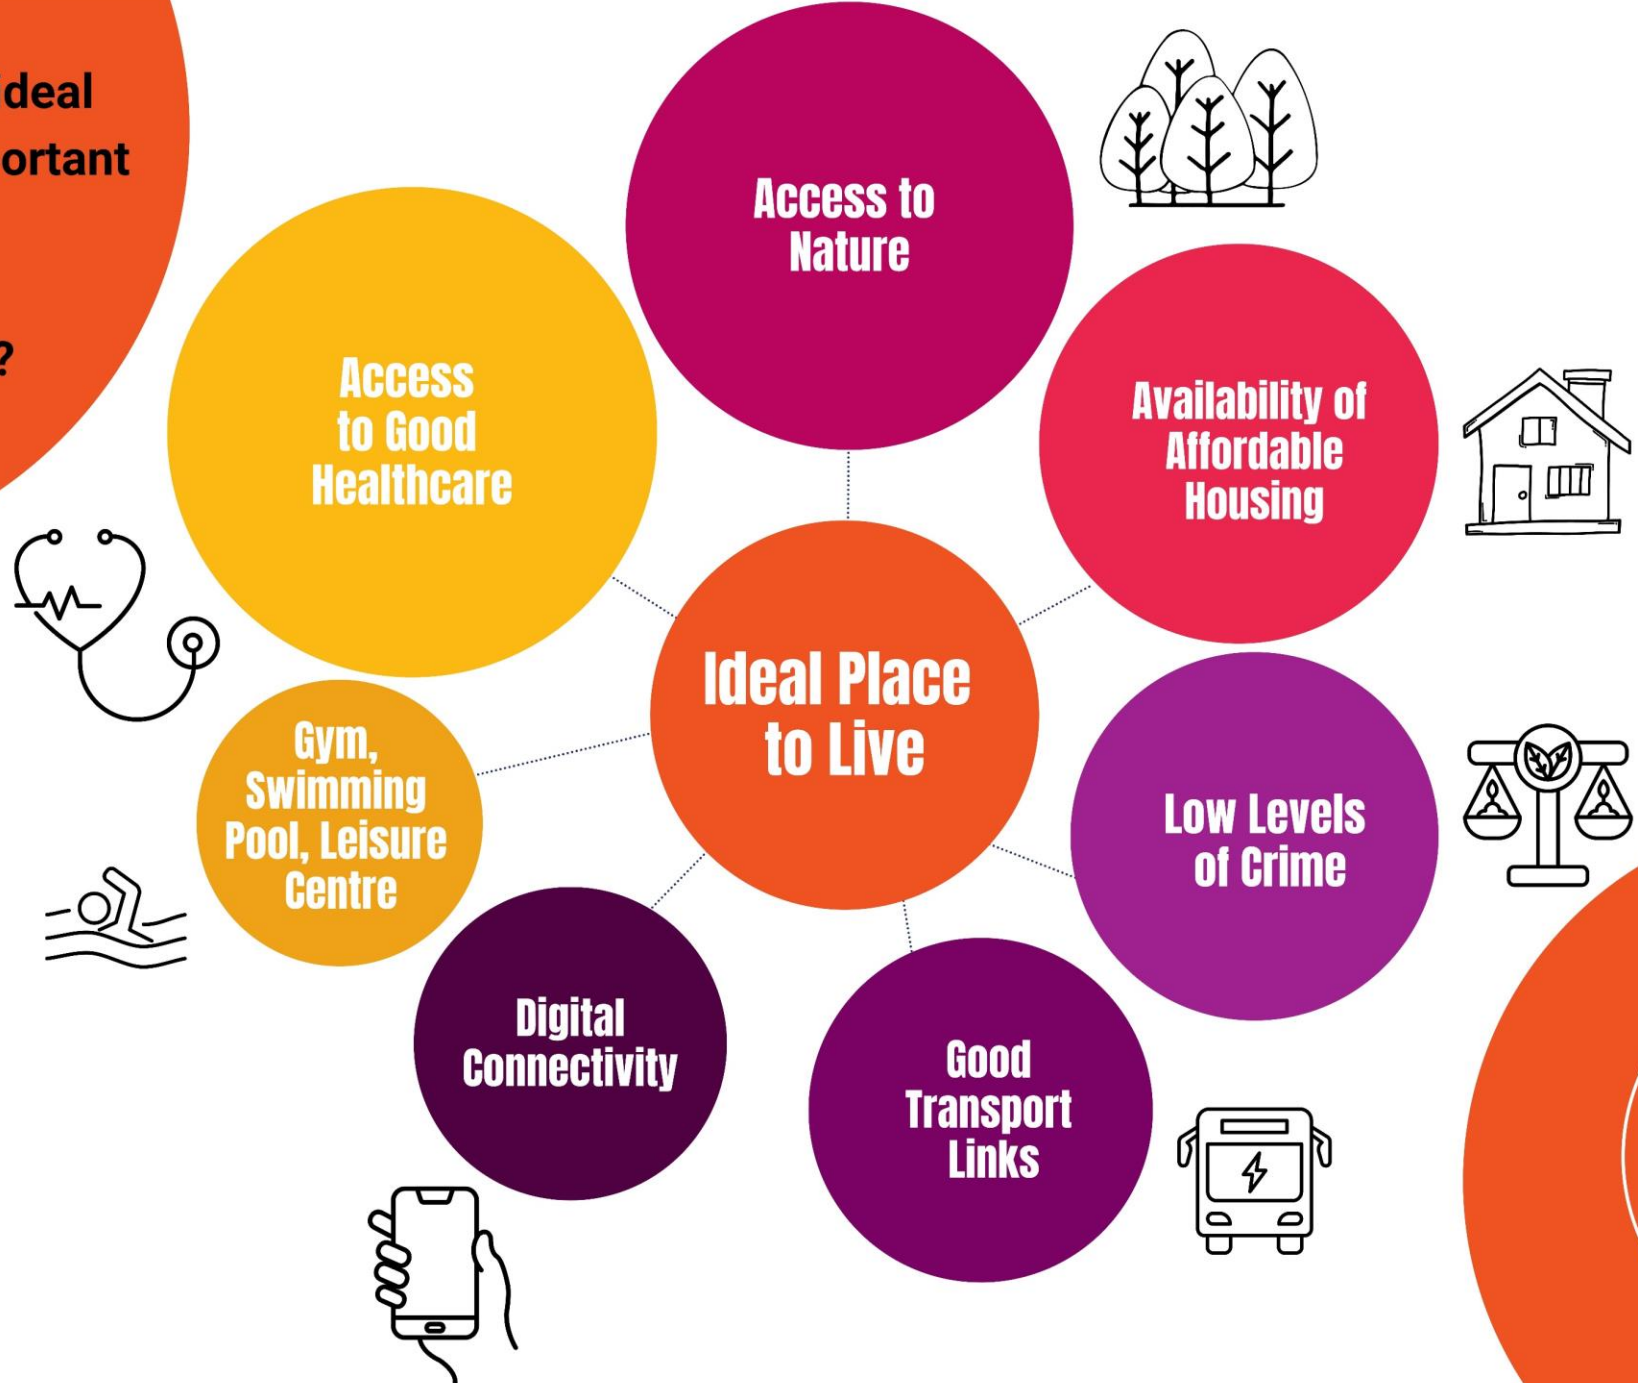 ideal
ortant
?
Access to
Nature
Access
to Good
Healthcare
Availability of
Affordable
Housing
Ideal Place
to Live
Gym,
Swimming
Pool, Leisure
Centre
Low Levels
of Crime
Digital
Connectivity
Good
Transport
Links